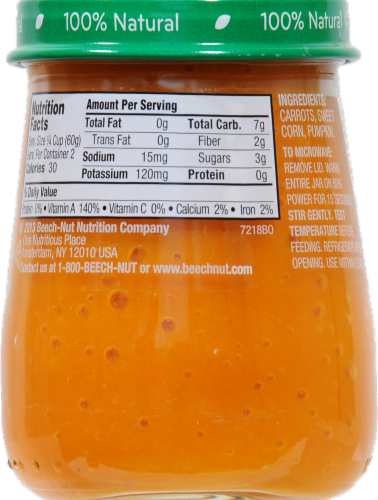 100% Natural
100% Natural
Nutrition
Facts
Serv. Size ¼ Cup (60g)
Serv. Per Container 2
Calories 30
Amount Per Serving
Total Fat 0g Total Carb. 7g
Trans Fat 0g Fiber 2g
Sodium 15mg Sugars 3g
Potassium 120mg Protein 0g
% Daily Value
Protein 0% • Vitamin A 140% • Vitamin C 0% • Calcium 2% • Iron 2%
© 2013 Beech-Nut Nutrition Company
One Nutritious Place
Amsterdam, NY 12010 USA
7218B0
Contact us at 1-800-BEECH-NUT or www.beechnut.com
INGREDIENTS:
CARROTS, SWEET
CORN, PUMPKIN
TO MICROWAVE:
REMOVE LID. WARM
ENTIRE JAR ON 50%
POWER FOR 15 SECONDS
STIR GENTLY. TEST
TEMPERATURE BEFORE
FEEDING. REFRIGERATE
OPENING. USE WITHIN